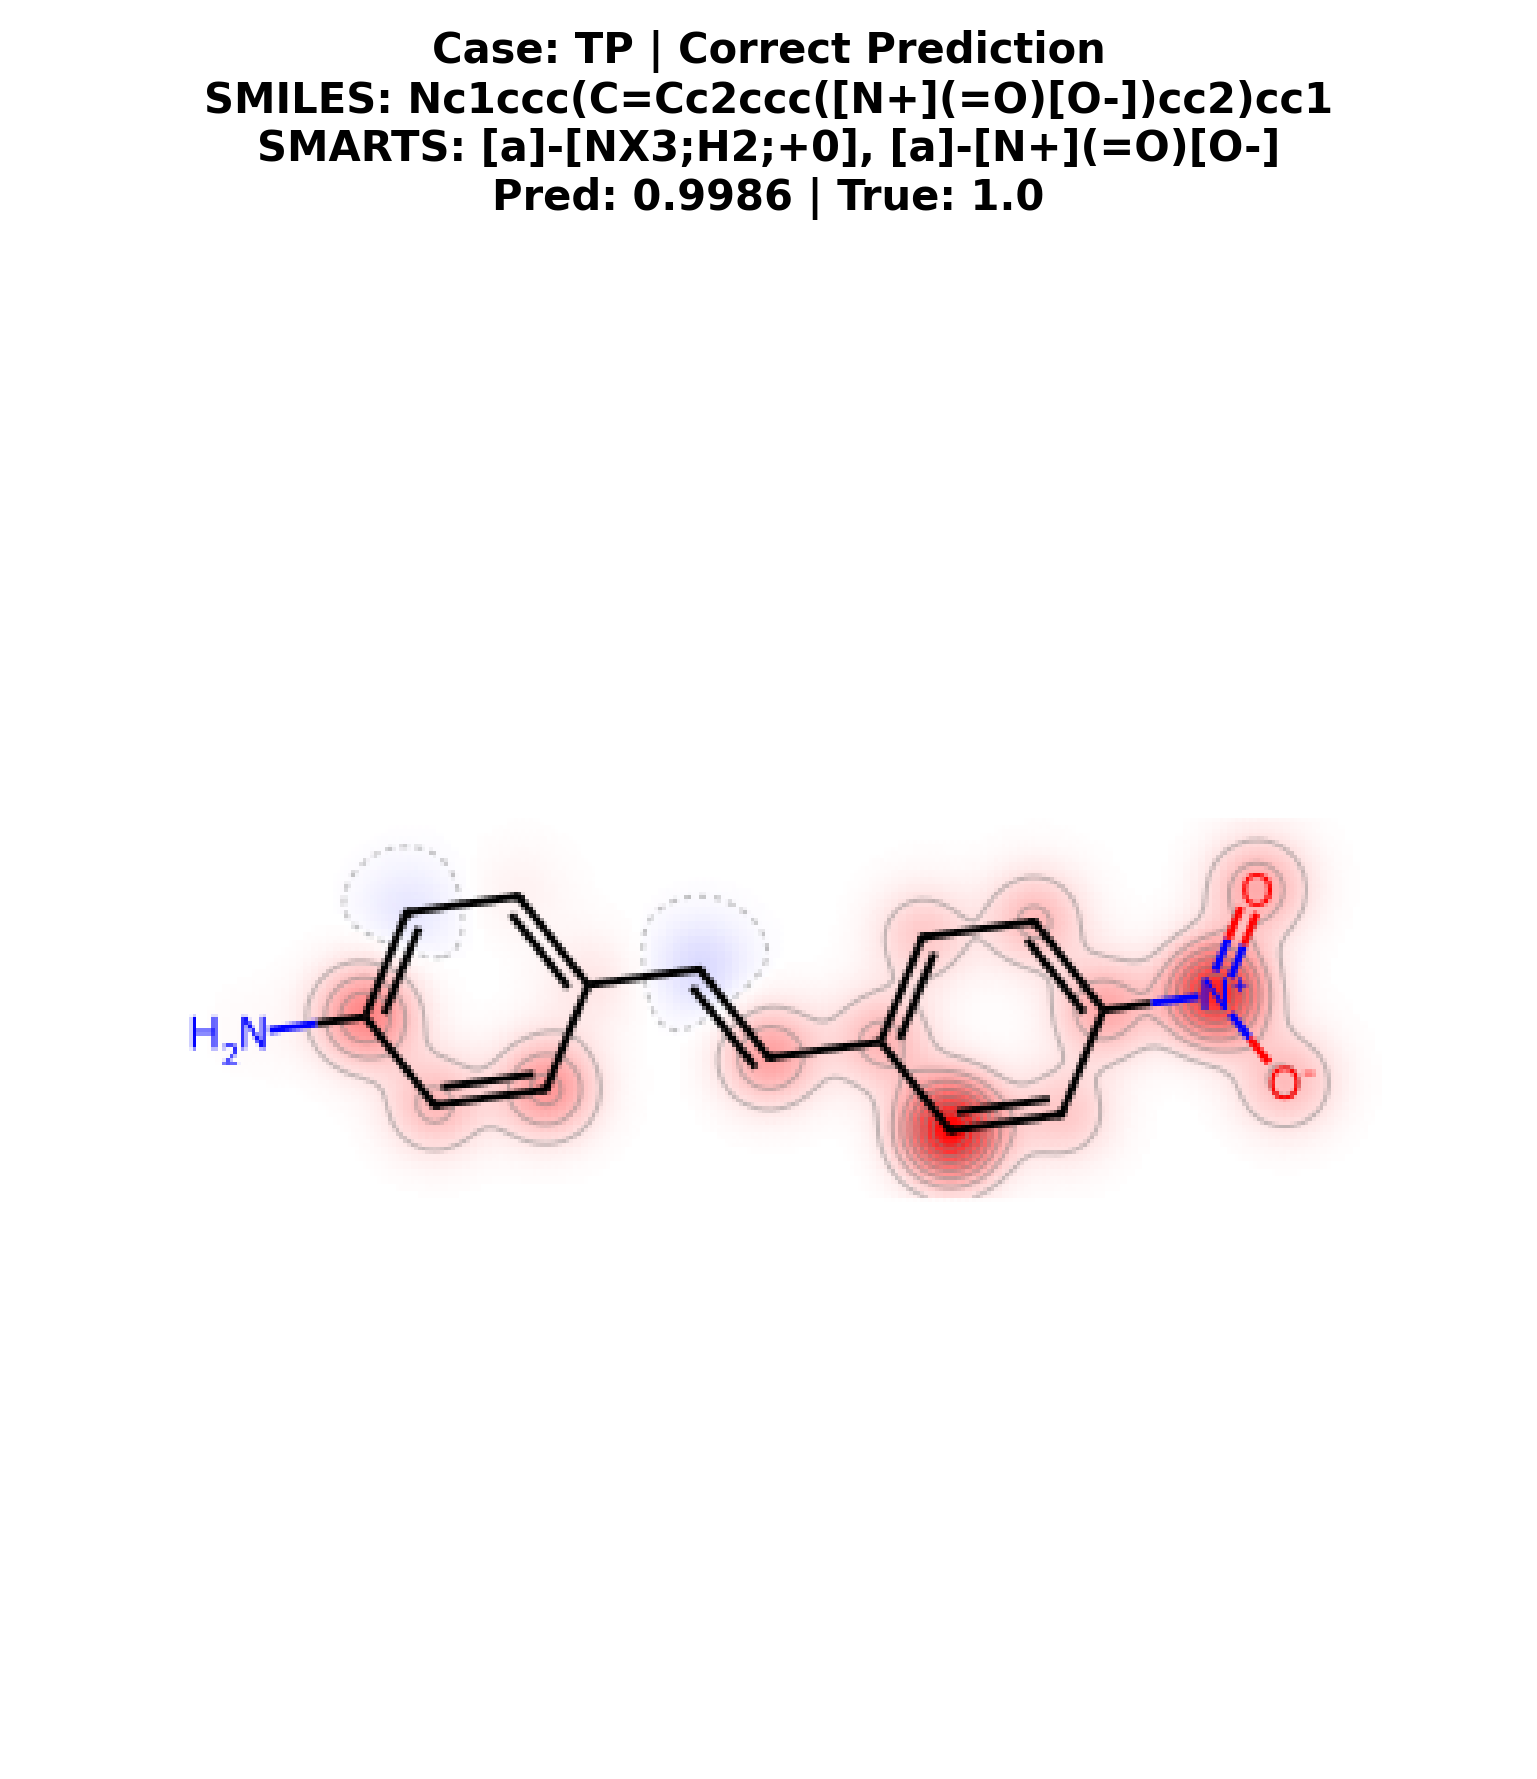 Case: TP | Correct Prediction
SMILES: Nc1ccc(C=Cc2ccc([N+](=O)[O-])cc2)cc1
SMARTS: [a]-[NX3;H2;+0], [a]-[N+](=O)[O-]
Pred: 0.9986 | True: 1.0
O
N+
H2N
O-